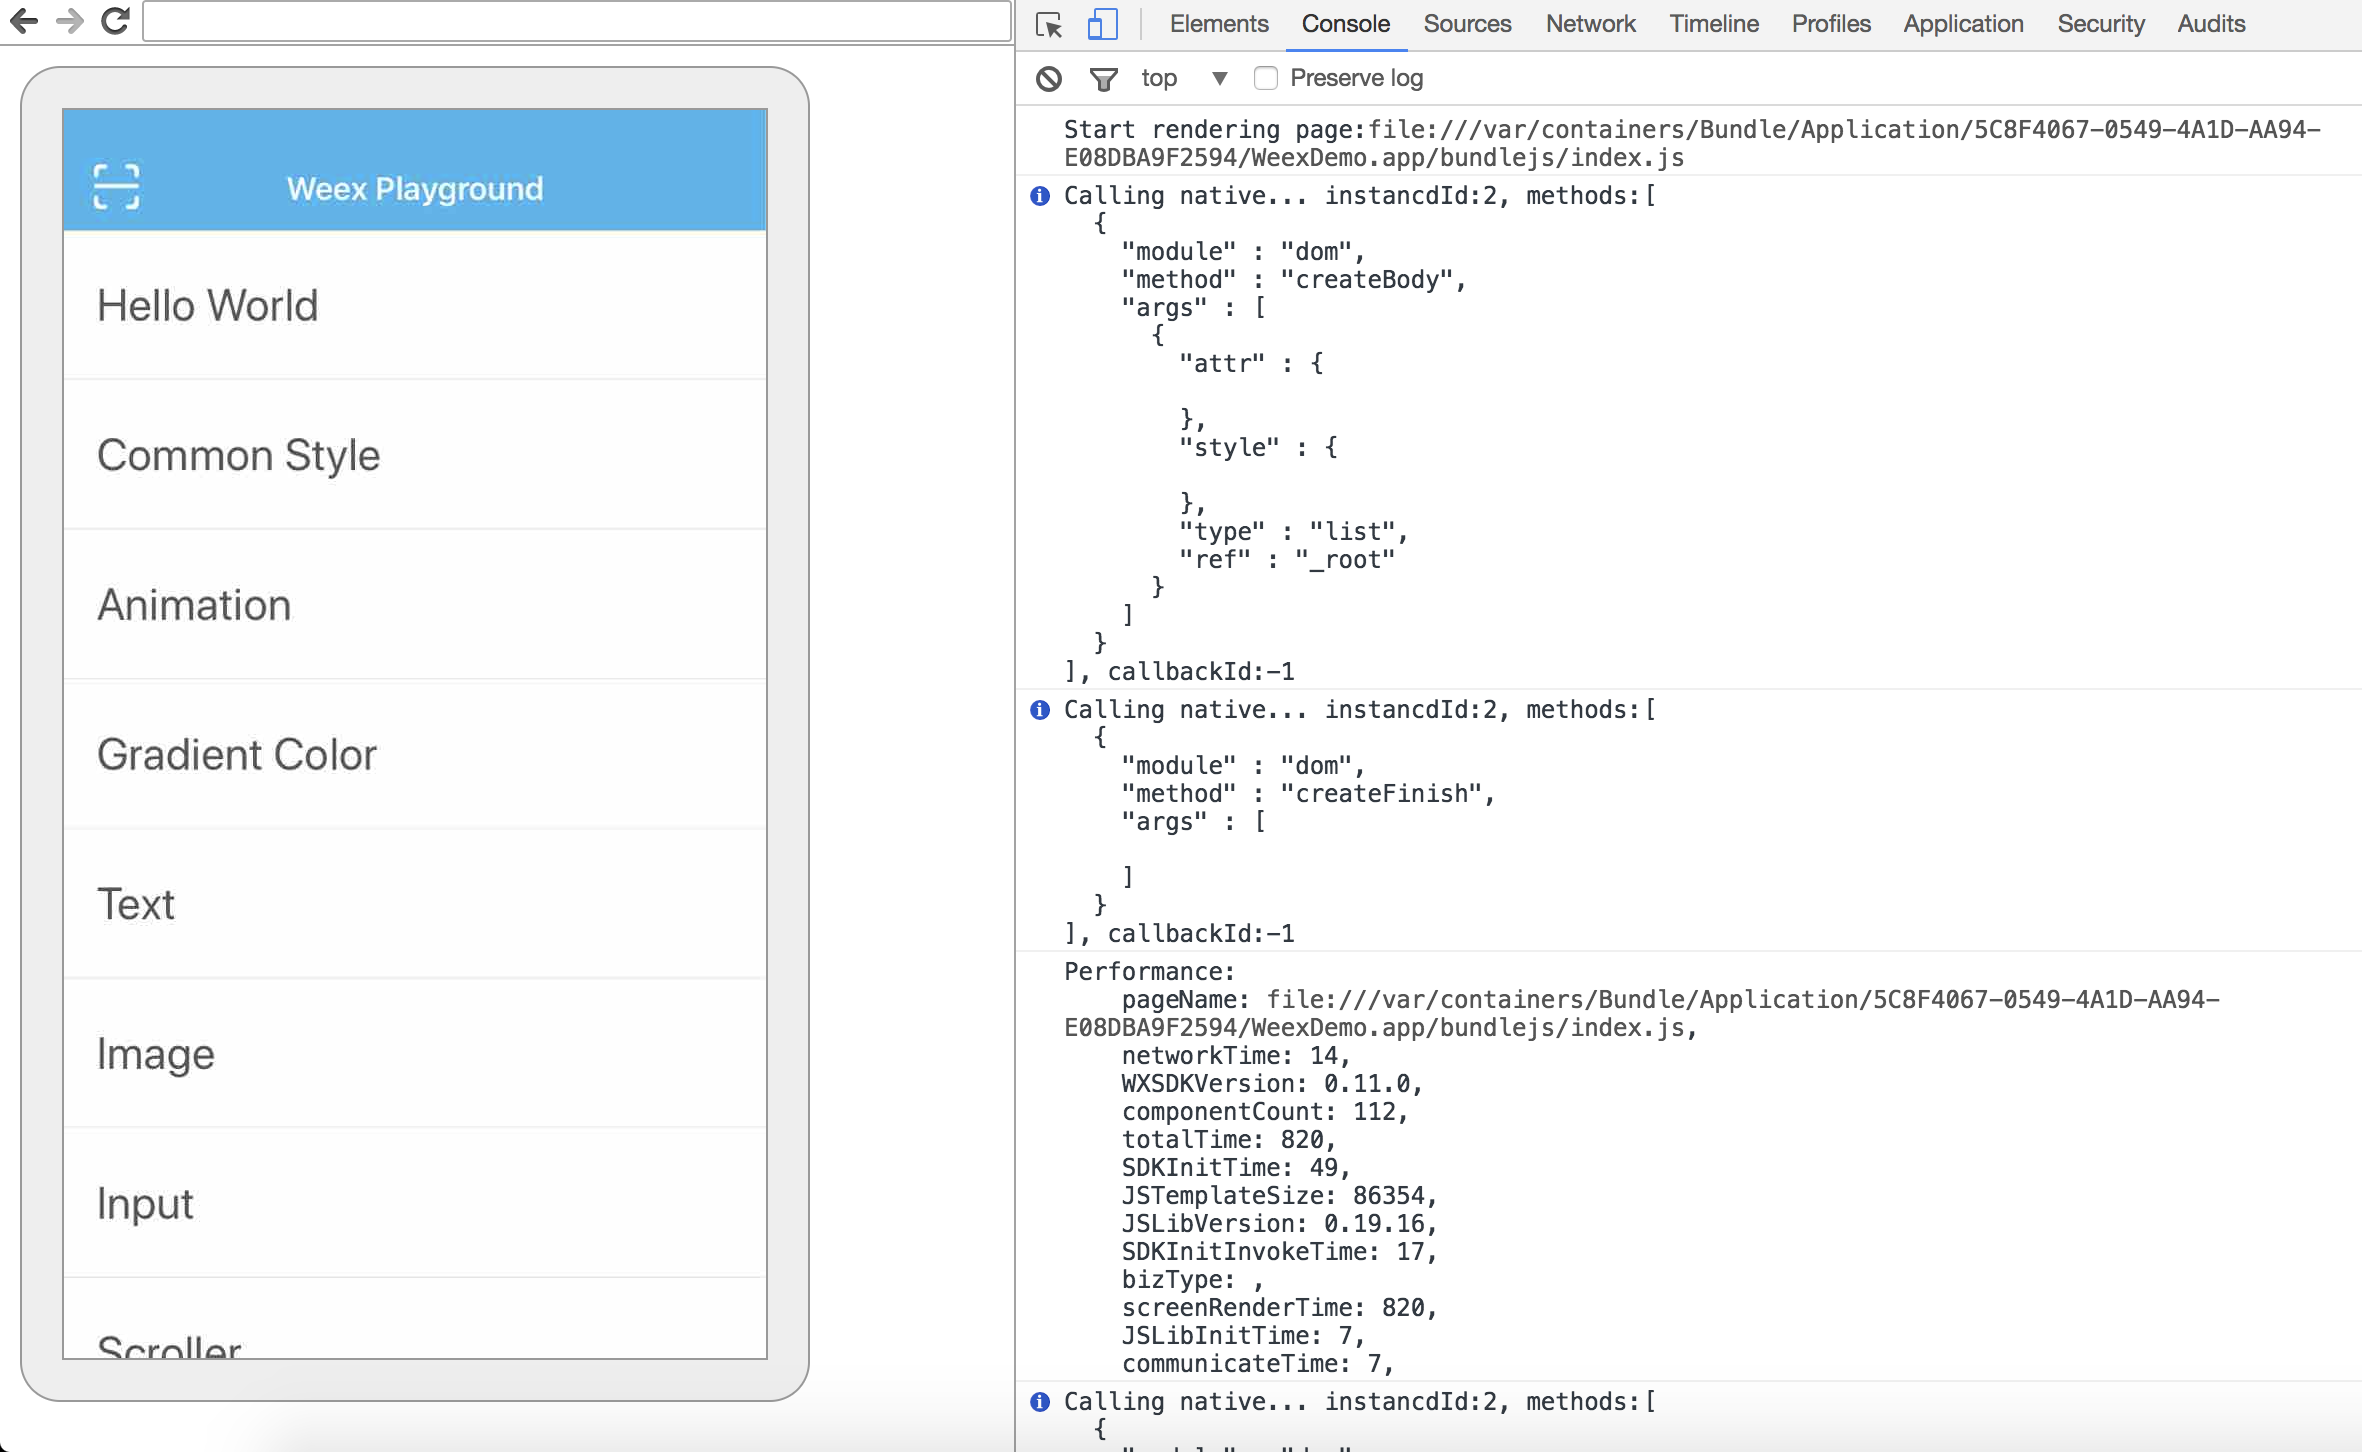 Weex Playground
Hello World
Common Style
Animation
Gradient Color
Text
Image
Input
Scroller
Elements Console Sources Network Timeline Profiles Application Security Audits
top ▼ Preserve log
Start rendering page:file:///var/containers/Bundle/Application/5C8F4067-0549-4A1D-AA94-
E08DBA9F2594/WeexDemo.app/bundlejs/index.js
Calling native... instancdId:2, methods:[
{
"module" : "dom",
"method" : "createBody",
"args" : [
{
"attr" : {
},
"style" : {
},
"type" : "list",
"ref" : "_root"
}
]
}
], callbackId:-1
Calling native... instancdId:2, methods:[
{
"module" : "dom",
"method" : "createFinish",
"args" : [
]
}
], callbackId:-1
Performance:
pageName: file:///var/containers/Bundle/Application/5C8F4067-0549-4A1D-AA94-
E08DBA9F2594/WeexDemo.app/bundlejs/index.js,
networkTime: 14,
WXSDKVersion: 0.11.0,
componentCount: 112,
totalTime: 820,
SDKInitTime: 49,
JSTemplateSize: 86354,
JSLibVersion: 0.19.16,
SDKInitInvokeTime: 17,
bizType: ,
screenRenderTime: 820,
JSLibInitTime: 7,
communicateTime: 7,
Calling native... instancdId:2, methods:[
{